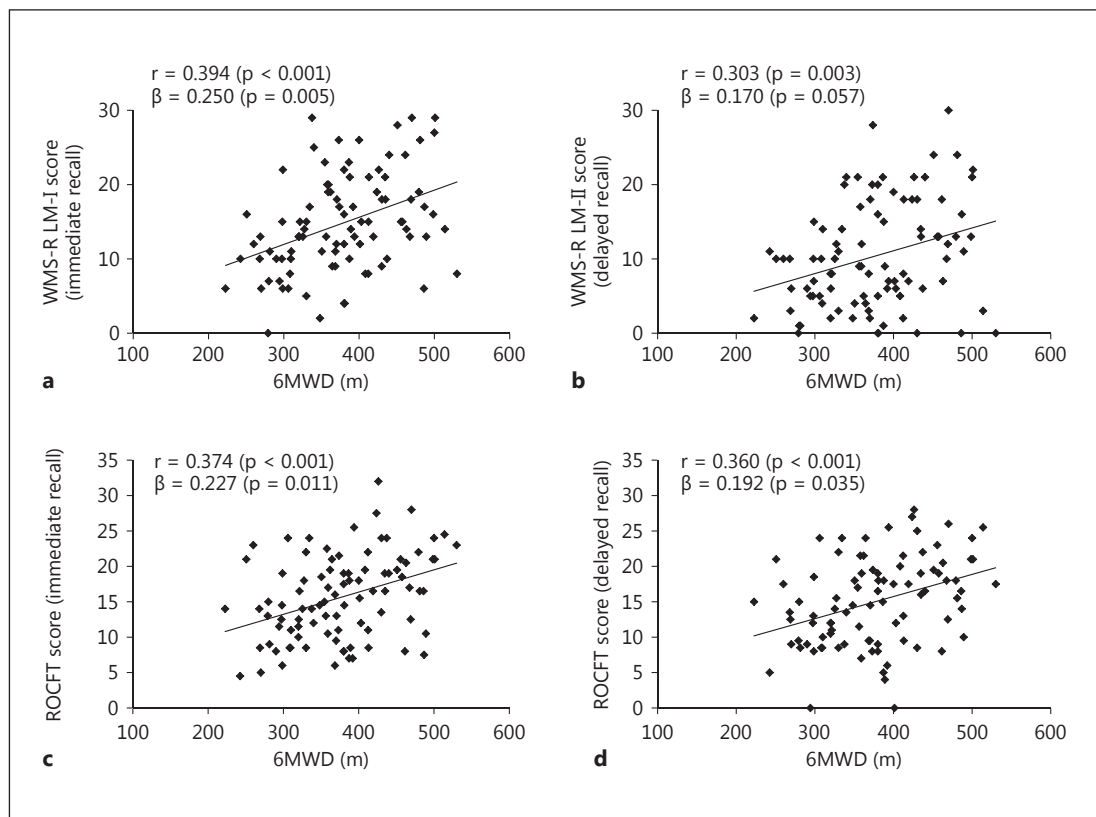 r = 0.394 (p < 0.001)
β = 0.250 (p = 0.005)
WMS-R LM-I score
(immediate recall)
30
20
10
0
100
200
300
400
500
600
6MWD (m)
a
r = 0.303 (p = 0.003)
β = 0.170 (p = 0.057)
WMS-R LM-II score
(delayed recall)
30
20
10
0
100
200
300
400
500
600
6MWD (m)
b
r = 0.374 (p < 0.001)
β = 0.227 (p = 0.011)
ROCFT score (immediate recall)
35
30
25
20
15
10
5
0
100
200
300
400
500
600
6MWD (m)
c
r = 0.360 (p < 0.001)
β = 0.192 (p = 0.035)
ROCFT score (delayed recall)
35
30
25
20
15
10
5
0
100
200
300
400
500
600
6MWD (m)
d